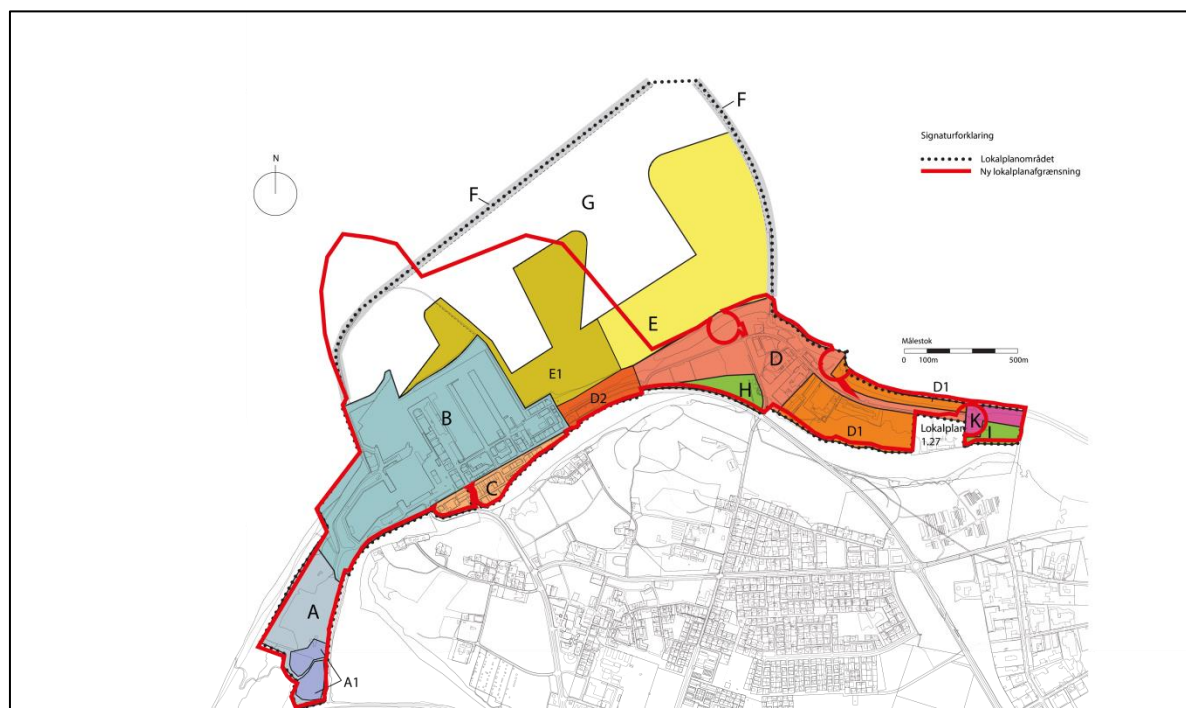 F
Signaturforklaring
N
Lokalplanområdet
Ny lokalplanafgrænsning
F
G
E
Målestok
0 100m 500m
D
E1
D1
H
D2
B
K
D1
Lokalplan
1.27
I
C
A
A1